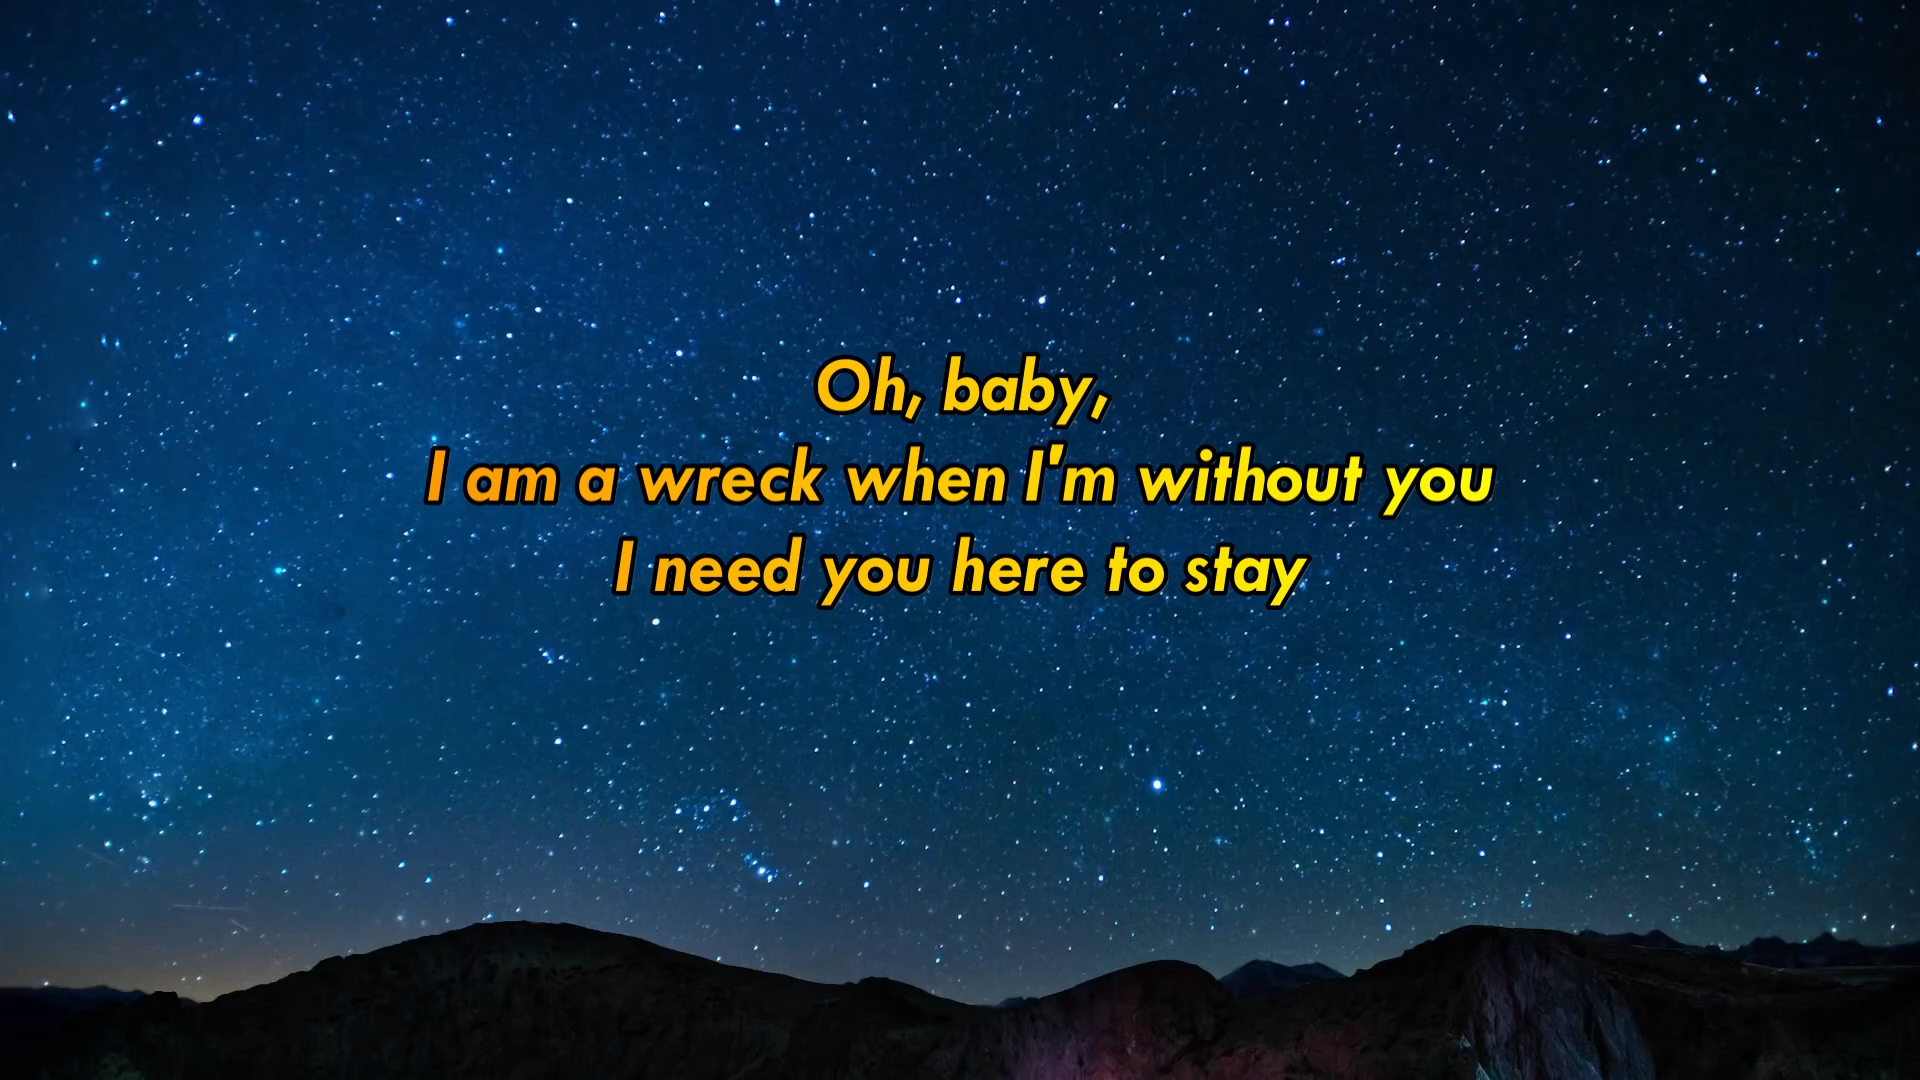 Oh, baby,
I am a wreck when I'm without you
I need you here to stay